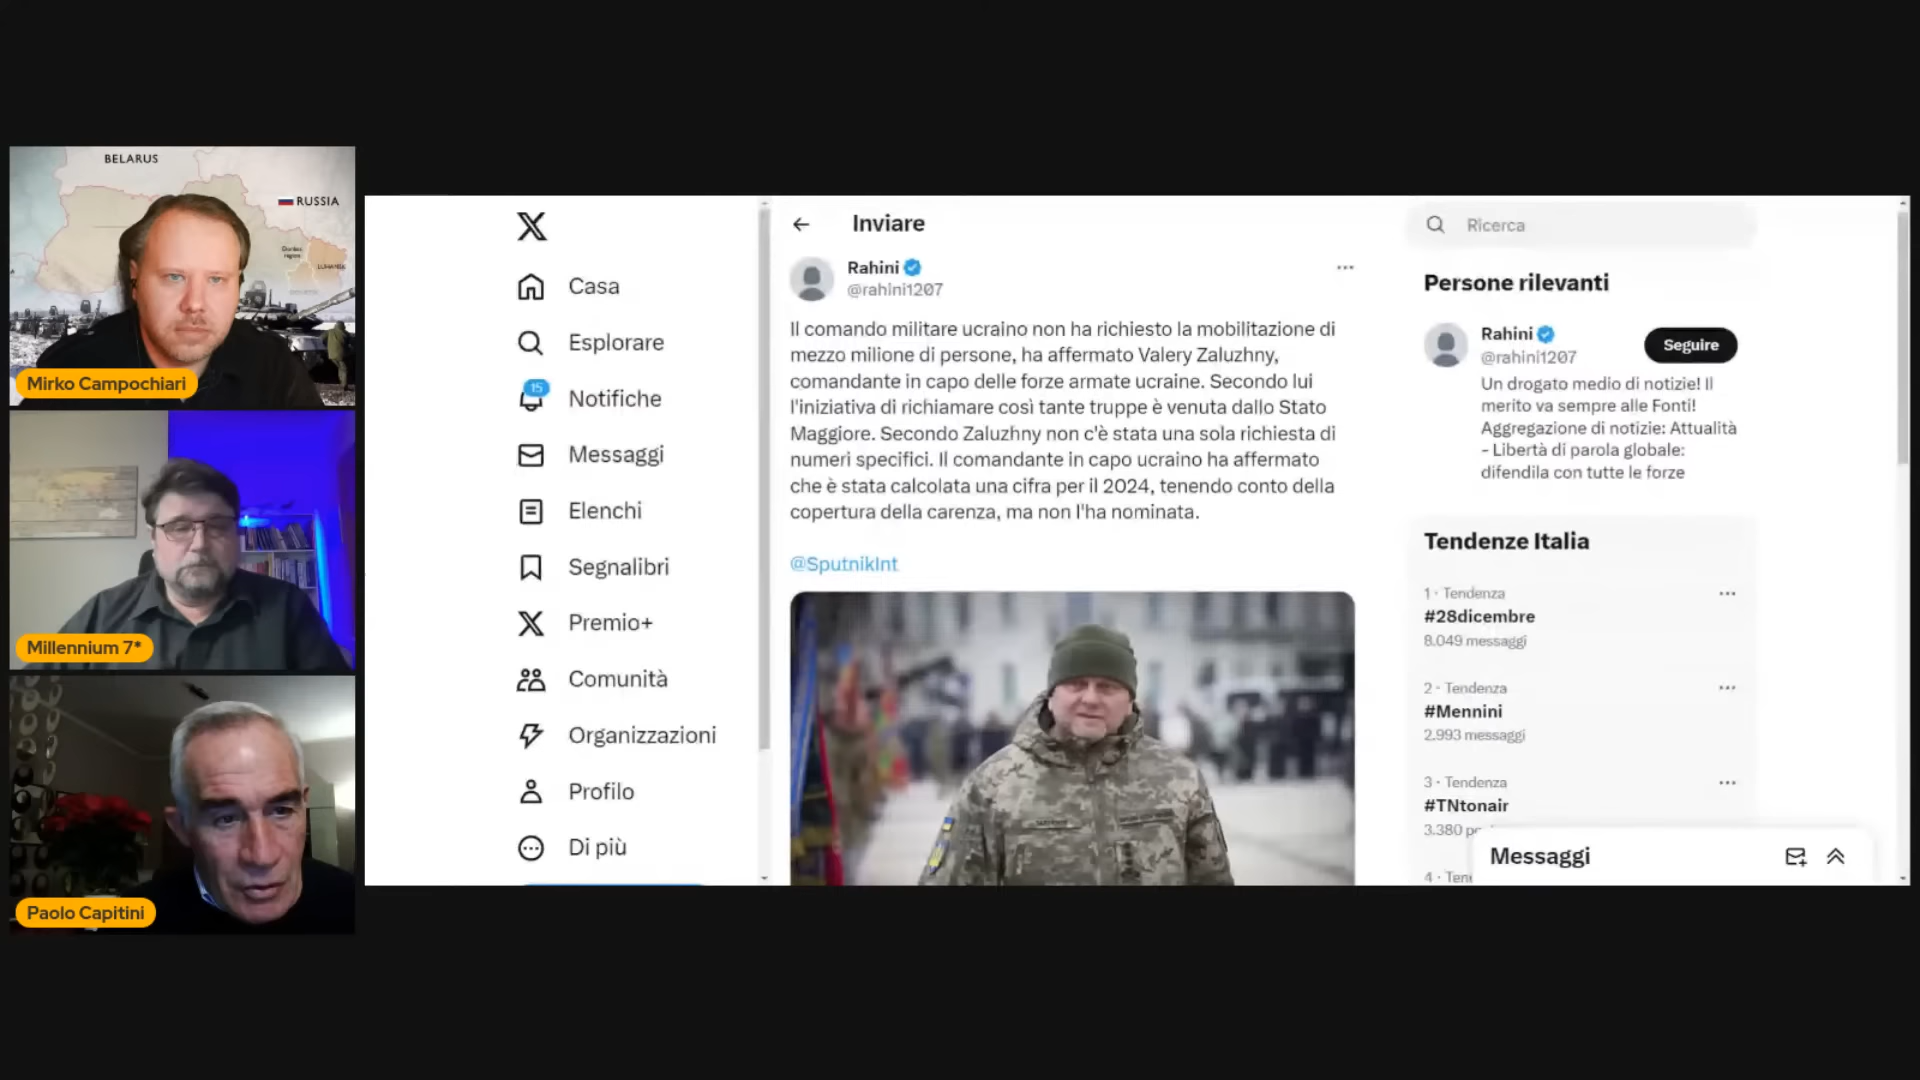 BELARUS
RUSSIA
Donbas
region
LUHANSK
Mirko Campochiari
Millennium 7*
Paolo Capitini
Casa
Esplorare
15
Notifiche
Messaggi
Elenchi
Segnalibri
Premio+
Comunità
Organizzazioni
Profilo
Di più
Inviare
Rahini
@rahini1207
Il comando militare ucraino non ha richiesto la mobilitazione di
mezzo milione di persone, ha affermato Valery Zaluzhny,
comandante in capo delle forze armate ucraine. Secondo lui
l'iniziativa di richiamare così tante truppe è venuta dallo Stato
Maggiore. Secondo Zaluzhny non c'è stata una sola richiesta di
numeri specifici. Il comandante in capo ucraino ha affermato
che è stata calcolata una cifra per il 2024, tenendo conto della
copertura della carenza, ma non l'ha nominata.
@SputnikInt
Ricerca
Persone rilevanti
Rahini
@rahini1207
Seguire
Un drogato medio di notizie! Il
merito va sempre alle Fonti!
Aggregazione di notizie: Attualità
- Libertà di parola globale:
difendila con tutte le forze
Tendenze Italia
1 · Tendenza
#28dicembre
8.049 messaggi
2 · Tendenza
#Mennini
2.993 messaggi
3 · Tendenza
#TNtonair
3.380
4 ·
Messaggi